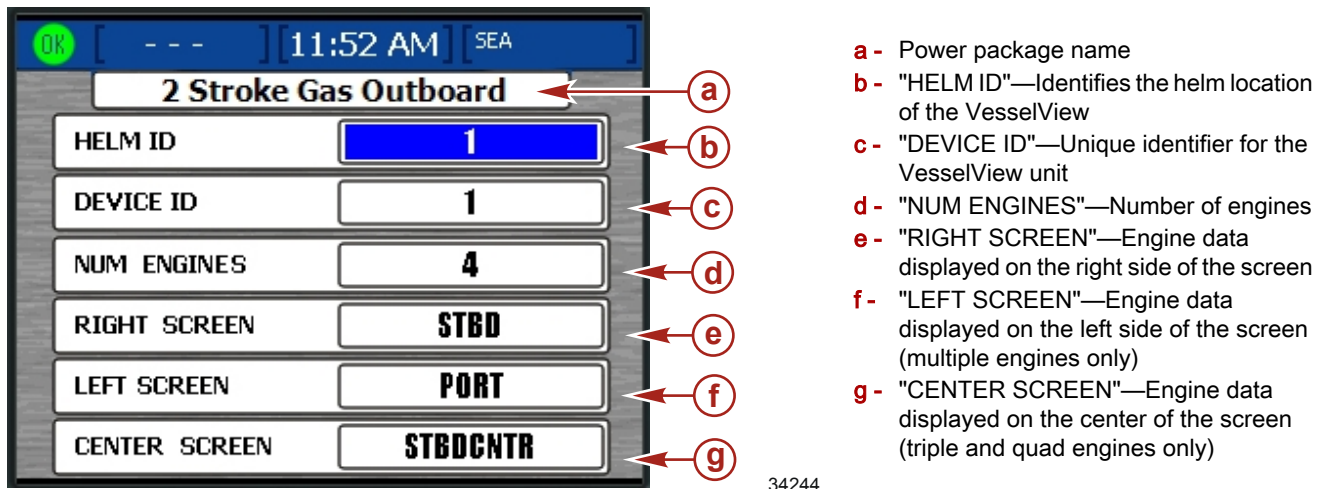 OK [ - - - ] [11:52 AM] [SEA ]
2 Stroke Gas Outboard a
HELM ID 1 b
DEVICE ID 1 c
NUM ENGINES 4 d
RIGHT SCREEN STBD e
LEFT SCREEN PORT f
CENTER SCREEN STBDCNTR g
34244
a - Power package name
b - "HELM ID"—Identifies the helm location
of the VesselView
c - "DEVICE ID"—Unique identifier for the
VesselView unit
d - "NUM ENGINES"—Number of engines
e - "RIGHT SCREEN"—Engine data
displayed on the right side of the screen
f - "LEFT SCREEN"—Engine data
displayed on the left side of the screen
(multiple engines only)
g - "CENTER SCREEN"—Engine data
displayed on the center of the screen
(triple and quad engines only)